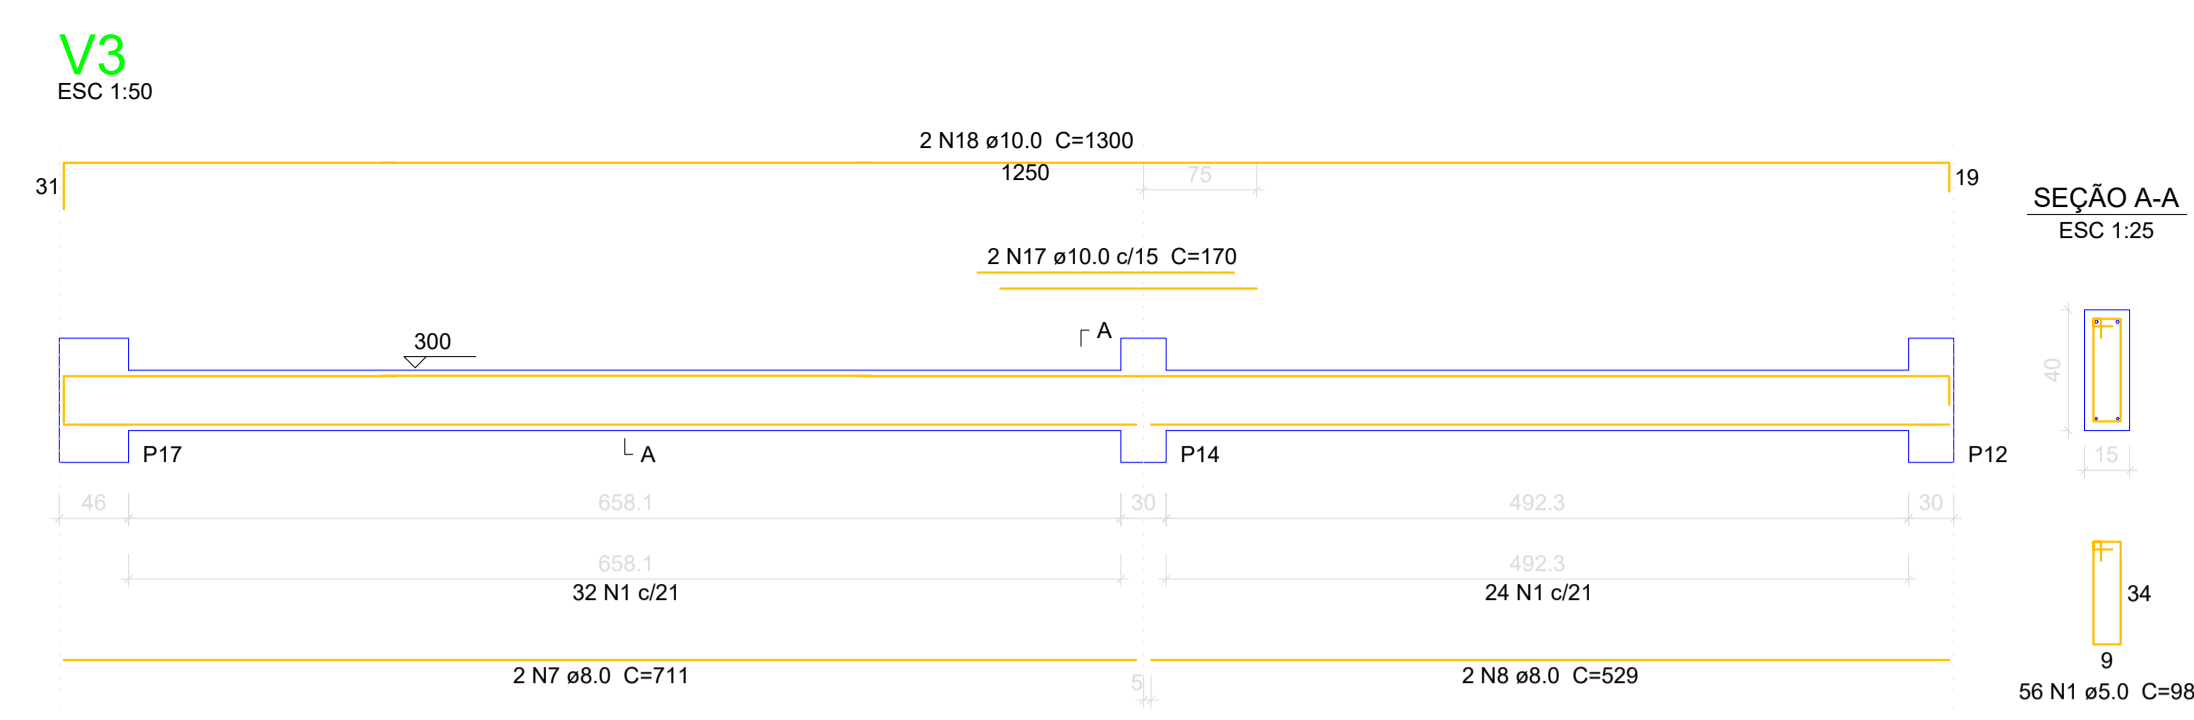 V3
ESC 1:50
2 N18 ø10.0 C=1300
1250
75
31
19
SEÇÃO A-A
ESC 1:25
2 N17 ø10.0 c/15 C=170
300
A
40
P17
A
P14
P12
15
46
658.1
30
492.3
30
658.1
492.3
32 N1 c/21
24 N1 c/21
34
9
2 N7 ø8.0 C=711
5
2 N8 ø8.0 C=529
56 N1 ø5.0 C=98